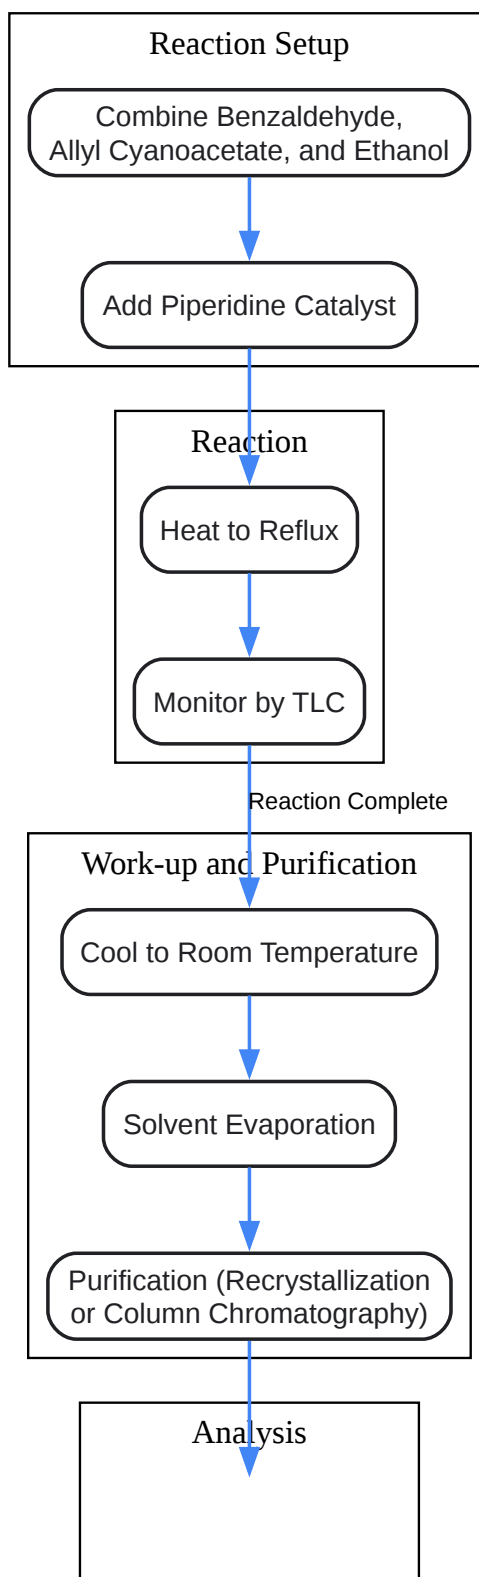 Reaction Setup
Combine Benzaldehyde,
Allyl Cyanoacetate, and Ethanol
Add Piperidine Catalyst
Reaction
Heat to Reflux
Monitor by TLC
Reaction Complete
Work-up and Purification
Cool to Room Temperature
Solvent Evaporation
Purification (Recrystallization
or Column Chromatography)
Analysis